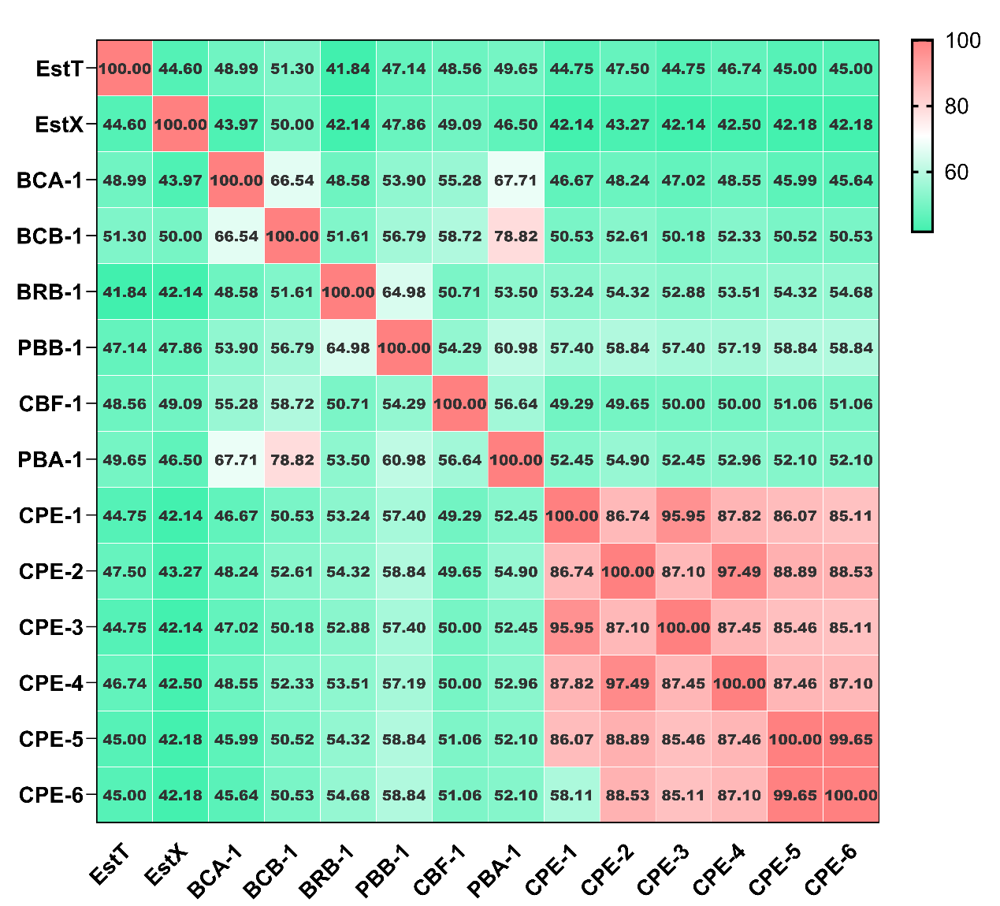 100
EstT 100.00 44.60 48.99 51.30 41.84 47.14 48.56 49.65 44.75 47.50 44.75 46.74 45.00 45.00
80
EstX 44.60 100.00 43.97 50.00 42.14 47.86 49.09 46.50 42.14 43.27 42.14 42.50 42.18 42.18
60
BCA-1 48.99 43.97 100.00 66.54 48.58 53.90 55.28 67.71 46.67 48.24 47.02 48.55 45.99 45.64
BCB-1 51.30 50.00 66.54 100.00 51.61 56.79 58.72 78.82 50.53 52.61 50.18 52.33 50.52 50.53
BRB-1 41.84 42.14 48.58 51.61 100.00 64.98 50.71 53.50 53.24 54.32 52.88 53.51 54.32 54.68
PBB-1 47.14 47.86 53.90 56.79 64.98 100.00 54.29 60.98 57.40 58.84 57.40 57.19 58.84 58.84
CBF-1 48.56 49.09 55.28 58.72 50.71 54.29 100.00 56.64 49.29 49.65 50.00 50.00 51.06 51.06
PBA-1 49.65 46.50 67.71 78.82 53.50 60.98 56.64 100.00 52.45 54.90 52.45 52.96 52.10 52.10
CPE-1 44.75 42.14 46.67 50.53 53.24 57.40 49.29 52.45 100.00 86.74 95.95 87.82 86.07 85.11
CPE-2 47.50 43.27 48.24 52.61 54.32 58.84 49.65 54.90 86.74 100.00 87.10 97.49 88.89 88.53
CPE-3 44.75 42.14 47.02 50.18 52.88 57.40 50.00 52.45 95.95 87.10 100.00 87.45 85.46 85.11
CPE-4 46.74 42.50 48.55 52.33 53.51 57.19 50.00 52.96 87.82 97.49 87.45 100.00 87.46 87.10
CPE-5 45.00 42.18 45.99 50.52 54.32 58.84 51.06 52.10 86.07 88.89 85.46 87.46 100.00 99.65
CPE-6 45.00 42.18 45.64 50.53 54.68 58.84 51.06 52.10 58.11 88.53 85.11 87.10 99.65 100.00
EstT EstX BCA-1 BCB-1 BRB-1 PBB-1 CBF-1 PBA-1 CPE-1 CPE-2 CPE-3 CPE-4 CPE-5 CPE-6